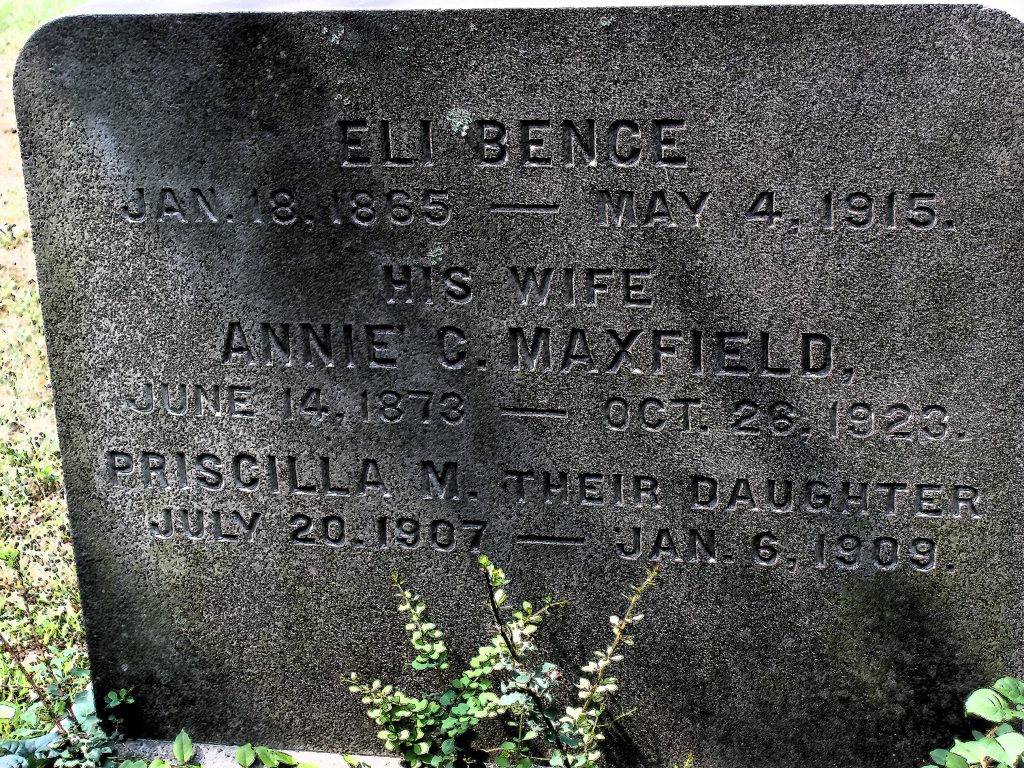 ELI BENCE
JAN. 18, 1865 — MAY 4, 1915.
HIS WIFE
ANNIE C. MAXFIELD,
JUNE 14, 1873 — OCT. 26, 1923.
PRISCILLA M. THEIR DAUGHTER
JULY 20. 1907 — JAN. 6, 1909.